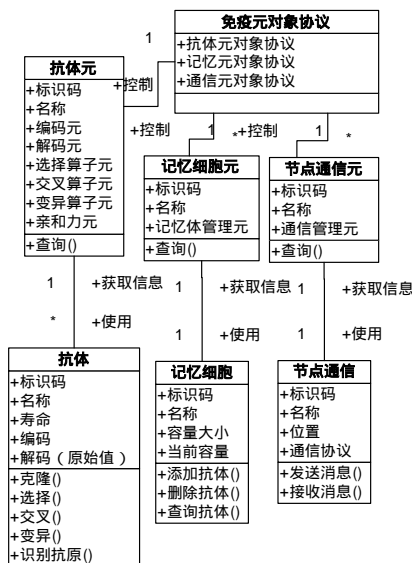 免疫元对象协议
+抗体元对象协议
+记忆元对象协议
+通信元对象协议
1
+控制
抗体元
+标识码
+名称
+编码元
+解码元
+选择算子元
+交叉算子元
+变异算子元
+亲和力元
+查询()
+控制
1
*
+控制
1
*
记忆细胞元
+标识码
+名称
+记忆体管理元
+查询()
节点通信元
+标识码
+名称
+通信管理元
+查询()
1
+获取信息
*
+使用
1
+获取信息
1
+使用
1
+获取信息
1
+使用
抗体
+标识码
+名称
+寿命
+编码
+解码（原始值）
+克隆()
+选择()
+交叉()
+变异()
+识别抗原()
记忆细胞
+标识码
+名称
+容量大小
+当前容量
+添加抗体()
+删除抗体()
+查询抗体()
节点通信
+标识码
+名称
+位置
+通信协议
+发送消息()
+接收消息()